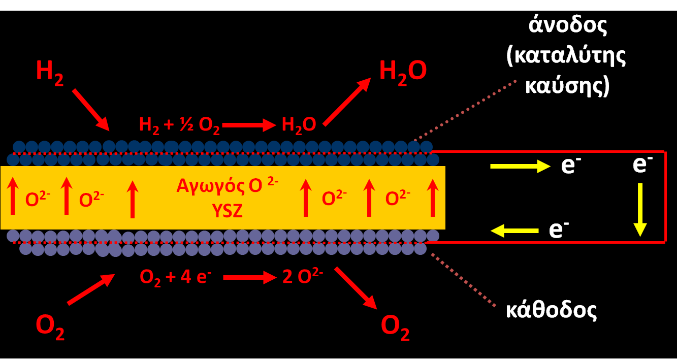 άνοδος
(καταλύτης
καύσης)
H₂
H₂O
H₂ + ½ O₂ H₂O
e⁻
e⁻
O²⁻
O²⁻
Αγωγός O ²⁻
YSZ
O²⁻
O²⁻
e⁻
O₂ + 4 e⁻ 2 O²⁻
κάθοδος
O₂
O₂